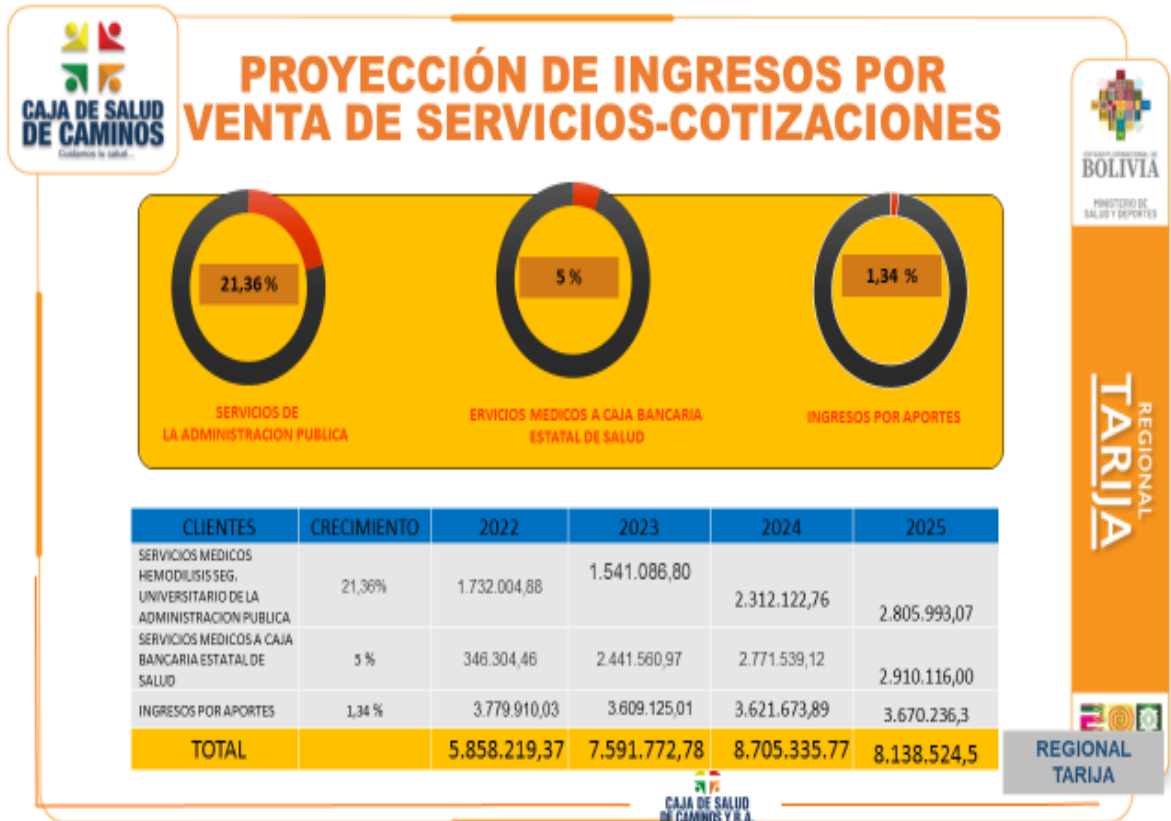 CAJA DE SALUD
DE CAMINOS
Cuidamos tu salud...
PROYECCIÓN DE INGRESOS POR
VENTA DE SERVICIOS-COTIZACIONES
ESTADO PLURINACIONAL DE
BOLIVIA
MINISTERIO DE
SALUD Y DEPORTES
21,36 %
5 %
1,34 %
SERVICIOS DE
LA ADMINISTRACION PUBLICA
ERVICIOS MEDICOS A CAJA BANCARIA
ESTATAL DE SALUD
INGRESOS POR APORTES
REGIONAL
TARIJA
CLIENTES CRECIMIENTO 2022 2023 2024 2025
SERVICIOS MEDICOS
HEMODILISIS SEG.
UNIVERSITARIO DE LA
ADMINISTRACION PUBLICA
21,36% 1.732.004,88 1.541.086,80 2.312.122,76 2.805.993,07
SERVICIOS MEDICOS A CAJA
BANCARIA ESTATAL DE
SALUD
5 % 346.304,46 2.441.560,97 2.771.539,12 2.910.116,00
INGRESOS POR APORTES 1,34 % 3.779.910,03 3.609.125,01 3.621.673,89 3.670.236,3
TOTAL 5.858.219,37 7.591.772,78 8.705.335.77 8.138.524,5
REGIONAL
TARIJA
CAJA DE SALUD
DE CAMINOS Y R.A.